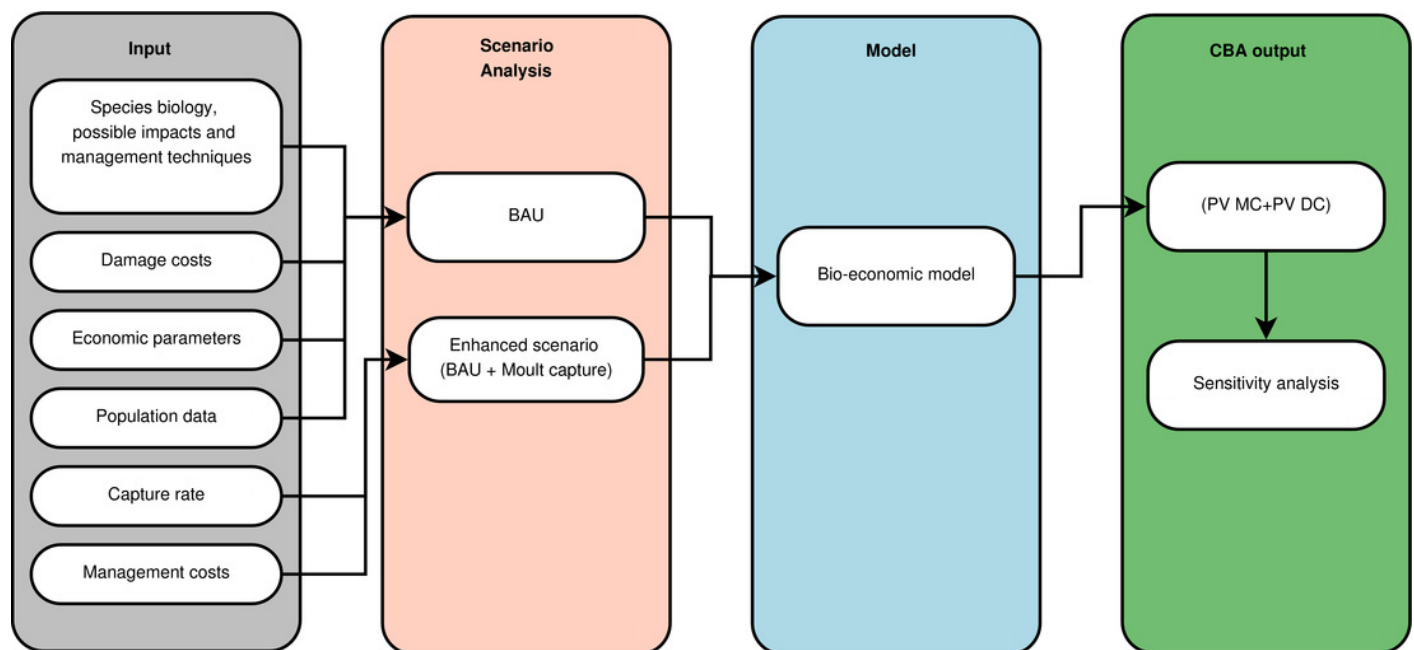 Input
Species biology,
possible impacts and
management techniques
Damage costs
Economic parameters
Population data
Capture rate
Management costs
Scenario
Analysis
BAU
Enhanced scenario
(BAU + Moult capture)
Model
Bio-economic model
CBA output
(PV MC+PV DC)
Sensitivity analysis